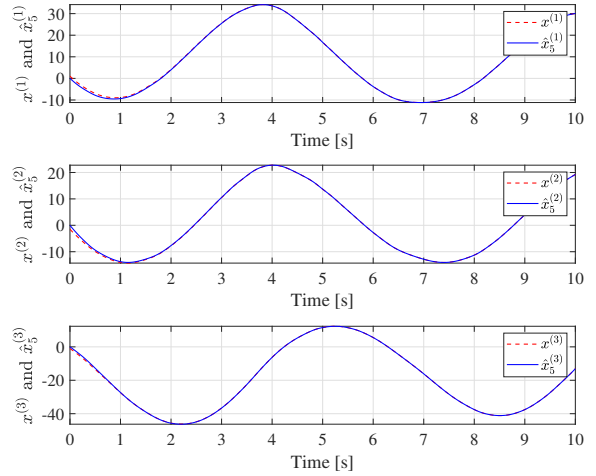 x^(1) and x̂_5^(1)
30
20
10
0
-10
x^(1)
x̂_5^(1)
0 1 2 3 4 5 6 7 8 9 10
Time [s]
x^(2) and x̂_5^(2)
20
10
0
-10
x^(2)
x̂_5^(2)
0 1 2 3 4 5 6 7 8 9 10
Time [s]
x^(3) and x̂_5^(3)
0
-20
-40
x^(3)
x̂_5^(3)
0 1 2 3 4 5 6 7 8 9 10
Time [s]